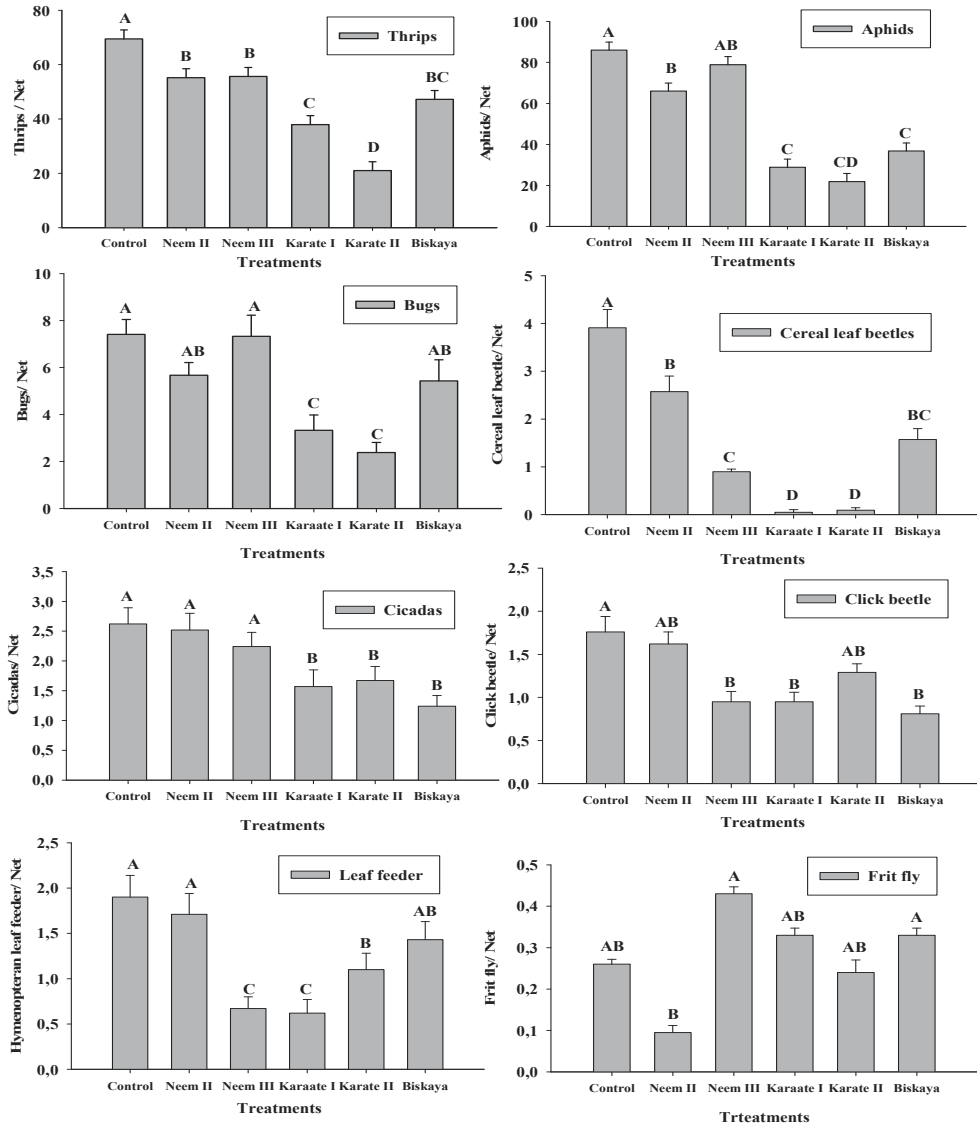 Thrips
Thrips / Net
80
60
40
20
0
A
B
B
C
D
BC
Control Neem II Neem III Karate I Karate II Biskaya
Treatments
Aphids
Aphids/ Net
100
80
60
40
20
0
A
B
AB
C
CD
C
Control Neem II Neem III Karaate I Karate II Biskaya
Treatments
Bugs
Bugs/ Net
10
8
6
4
2
0
A
AB
A
C
C
AB
Control Neem II Neem III Karaate I Karate II Biskaya
Treatments
Cereal leaf beetles
Cereal leaf beetle/ Net
5
4
3
2
1
0
A
B
C
D
D
BC
Control Neem II Neem III Karaate I Karate II Biskaya
Treatments
Cicadas
Cicadas/ Net
3,5
3,0
2,5
2,0
1,5
1,0
0,5
0,0
A
A
A
B
B
B
Control Neem II Neem III Karaate I Karate II Biskaya
Treatments
Click beetle
Click beetle/ Net
2,5
2,0
1,5
1,0
0,5
0,0
A
AB
B
B
AB
B
Control Neem II Neem III Karaate I Karate II Biskaya
Treatments
Leaf feeder
Hymenopteran leaf feeder/ Net
2,5
2,0
1,5
1,0
0,5
0,0
A
A
C
C
B
AB
Control Neem II Neem III Karaate I Karate II Biskaya
Treatments
Frit fly
Frit fly/ Net
0,5
0,4
0,3
0,2
0,1
0,0
AB
B
A
AB
AB
A
Control Neem II Neem III Karaate I Karate II Biskaya
Trteatments